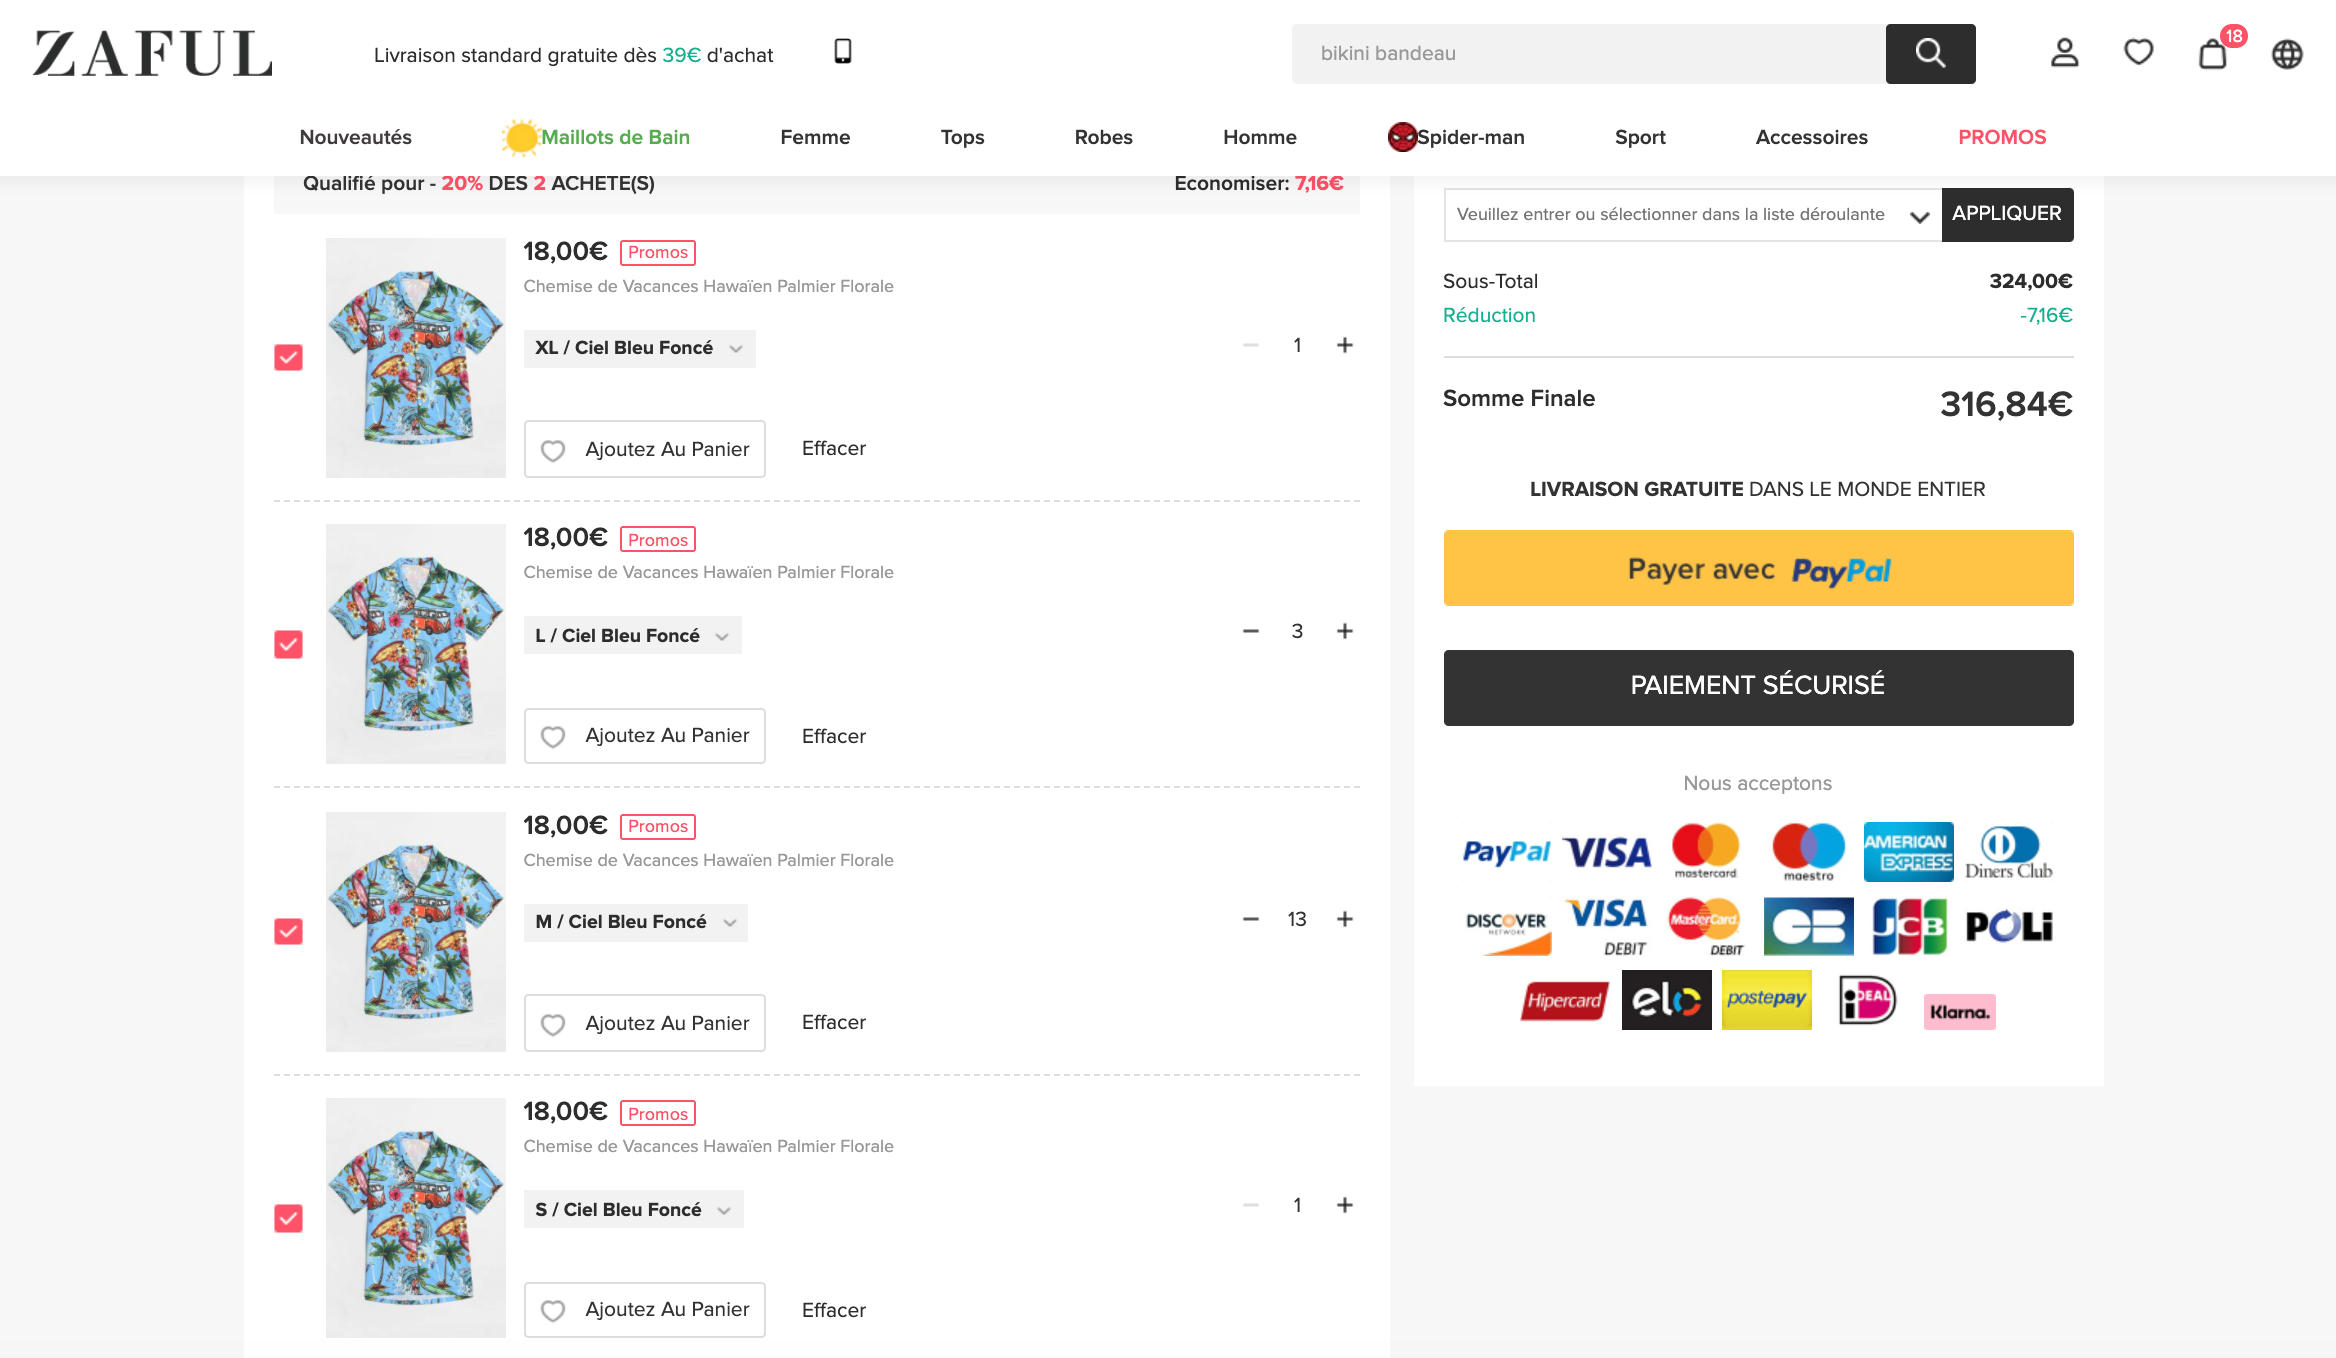 ZAFUL
Livraison standard gratuite dès 39€ d'achat
bikini bandeau
18
Nouveautés
Maillots de Bain
Femme
Tops
Robes
Homme
Spider-man
Sport
Accessoires
PROMOS
Qualifié pour - 20% DES 2 ACHETÉ(S)
Economiser: 7,16€
18,00€ Promos
Chemise de Vacances Hawaïen Palmier Florale
XL / Ciel Bleu Foncé
1
Ajoutez Au Panier
Effacer
18,00€ Promos
Chemise de Vacances Hawaïen Palmier Florale
L / Ciel Bleu Foncé
3
Ajoutez Au Panier
Effacer
18,00€ Promos
Chemise de Vacances Hawaïen Palmier Florale
M / Ciel Bleu Foncé
13
Ajoutez Au Panier
Effacer
18,00€ Promos
Chemise de Vacances Hawaïen Palmier Florale
S / Ciel Bleu Foncé
1
Ajoutez Au Panier
Effacer
Veuillez entrer ou sélectionner dans la liste déroulante
APPLIQUER
Sous-Total 324,00€
Réduction -7,16€
Somme Finale 316,84€
LIVRAISON GRATUITE DANS LE MONDE ENTIER
Payer avec PayPal
PAIEMENT SÉCURISÉ
Nous acceptons
PayPal
VISA
mastercard
maestro
AMERICAN EXPRESS
Diners Club
DISCOVER NETWORK
VISA DEBIT
MasterCard DEBIT
CB
JCB
POLi
Hipercard
elo
postepay
iDEAL
Klarna.